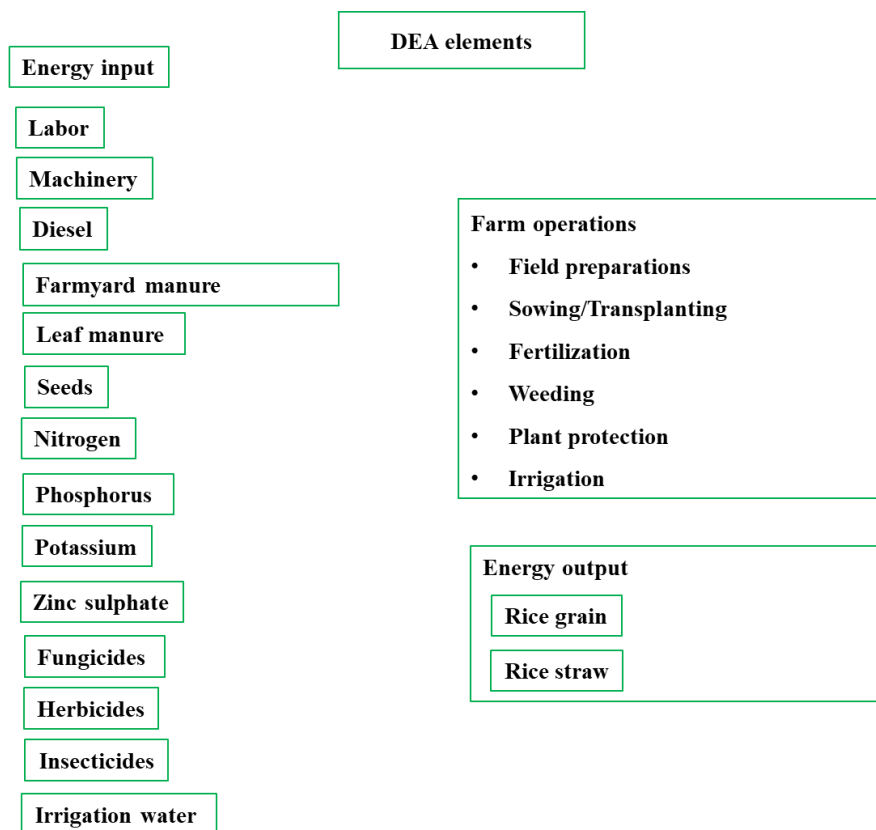 DEA elements
Energy input
Labor
Machinery
Diesel
Farmyard manure
Leaf manure
Seeds
Nitrogen
Phosphorus
Potassium
Zinc sulphate
Fungicides
Herbicides
Insecticides
Irrigation water
Farm operations
• Field preparations
• Sowing/Transplanting
• Fertilization
• Weeding
• Plant protection
• Irrigation
Energy output
Rice grain
Rice straw